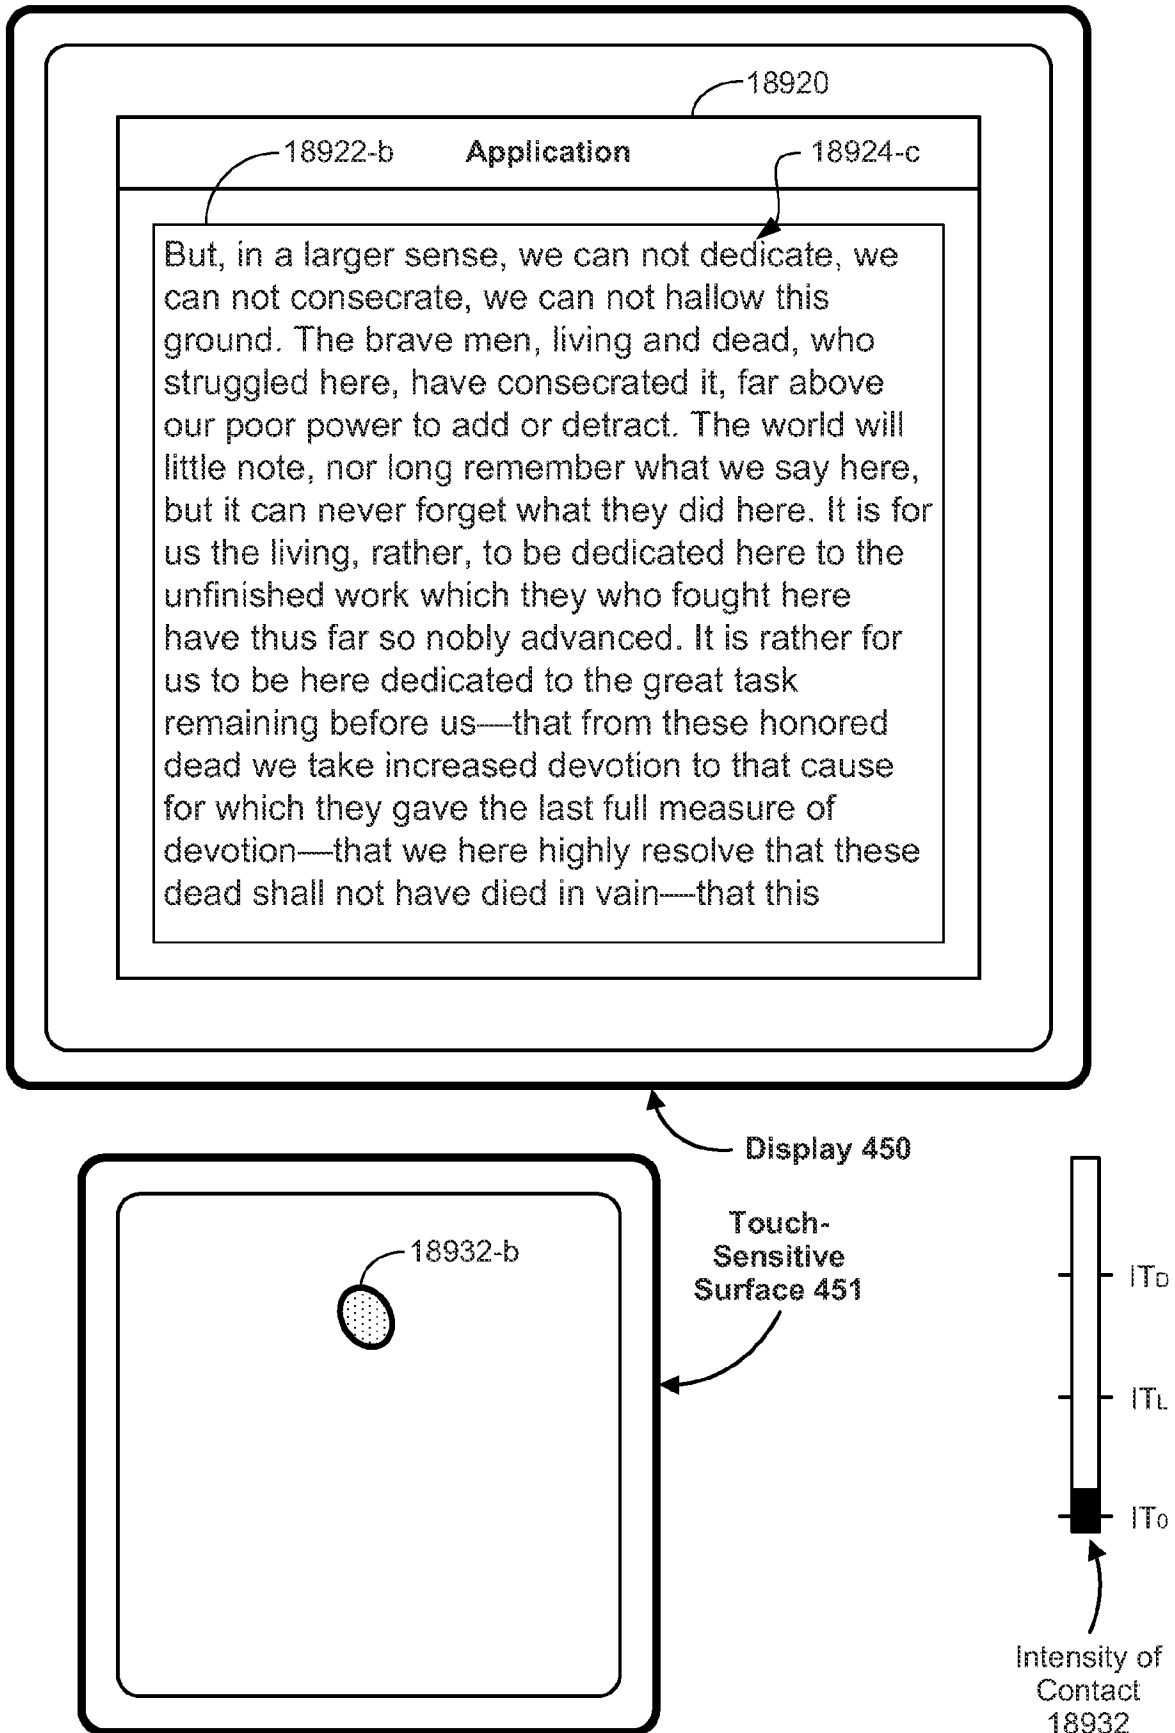 18920
18922-b
Application
18924-c
But, in a larger sense, we can not dedicate, we
can not consecrate, we can not hallow this
ground. The brave men, living and dead, who
struggled here, have consecrated it, far above
our poor power to add or detract. The world will
little note, nor long remember what we say here,
but it can never forget what they did here. It is for
us the living, rather, to be dedicated here to the
unfinished work which they who fought here
have thus far so nobly advanced. It is rather for
us to be here dedicated to the great task
remaining before us—that from these honored
dead we take increased devotion to that cause
for which they gave the last full measure of
devotion—that we here highly resolve that these
dead shall not have died in vain—that this
Display 450
18932-b
Touch-
Sensitive
Surface 451
ITD
ITL
IT0
Intensity of
Contact
18932